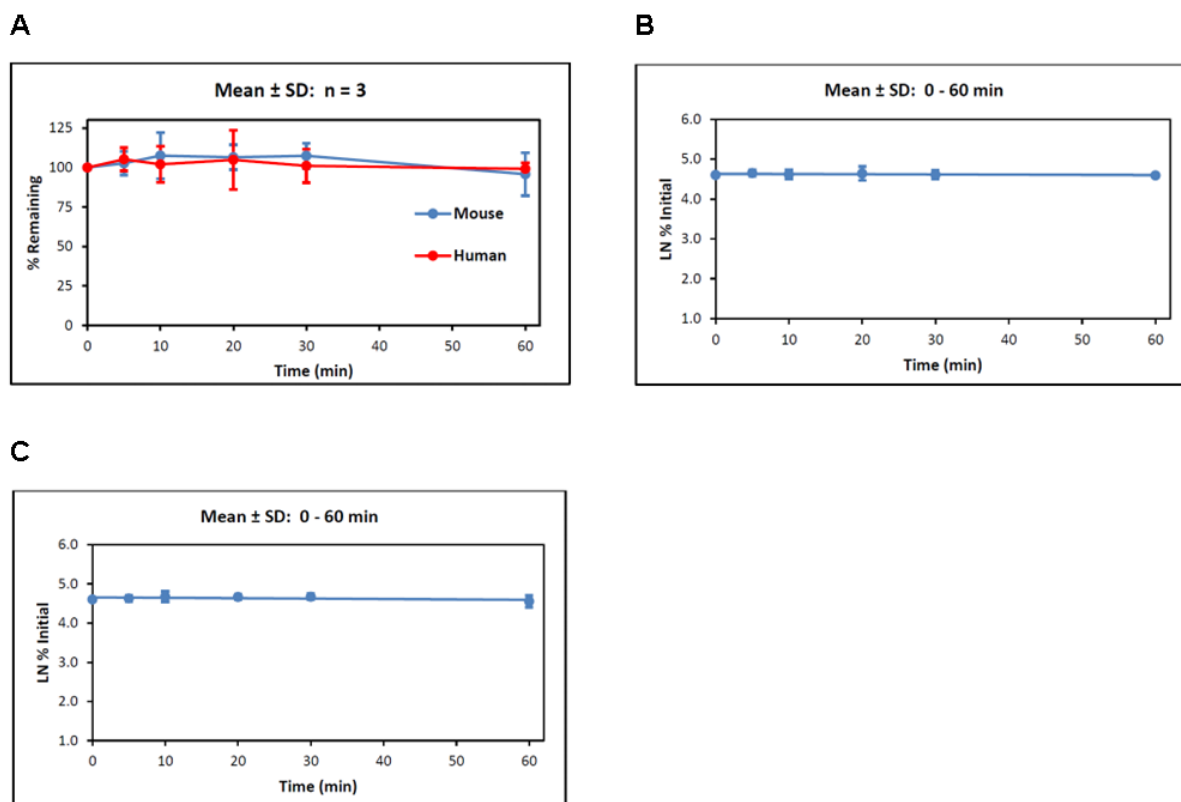 A
Mean ± SD: n = 3
% Remaining
125
100
75
50
25
0
Mouse
Human
0 10 20 30 40 50 60
Time (min)
B
Mean ± SD: 0 - 60 min
LN % Initial
6.0
5.0
4.0
3.0
2.0
1.0
0 10 20 30 40 50 60
Time (min)
C
Mean ± SD: 0 - 60 min
LN % Initial
6.0
5.0
4.0
3.0
2.0
1.0
0 10 20 30 40 50 60
Time (min)